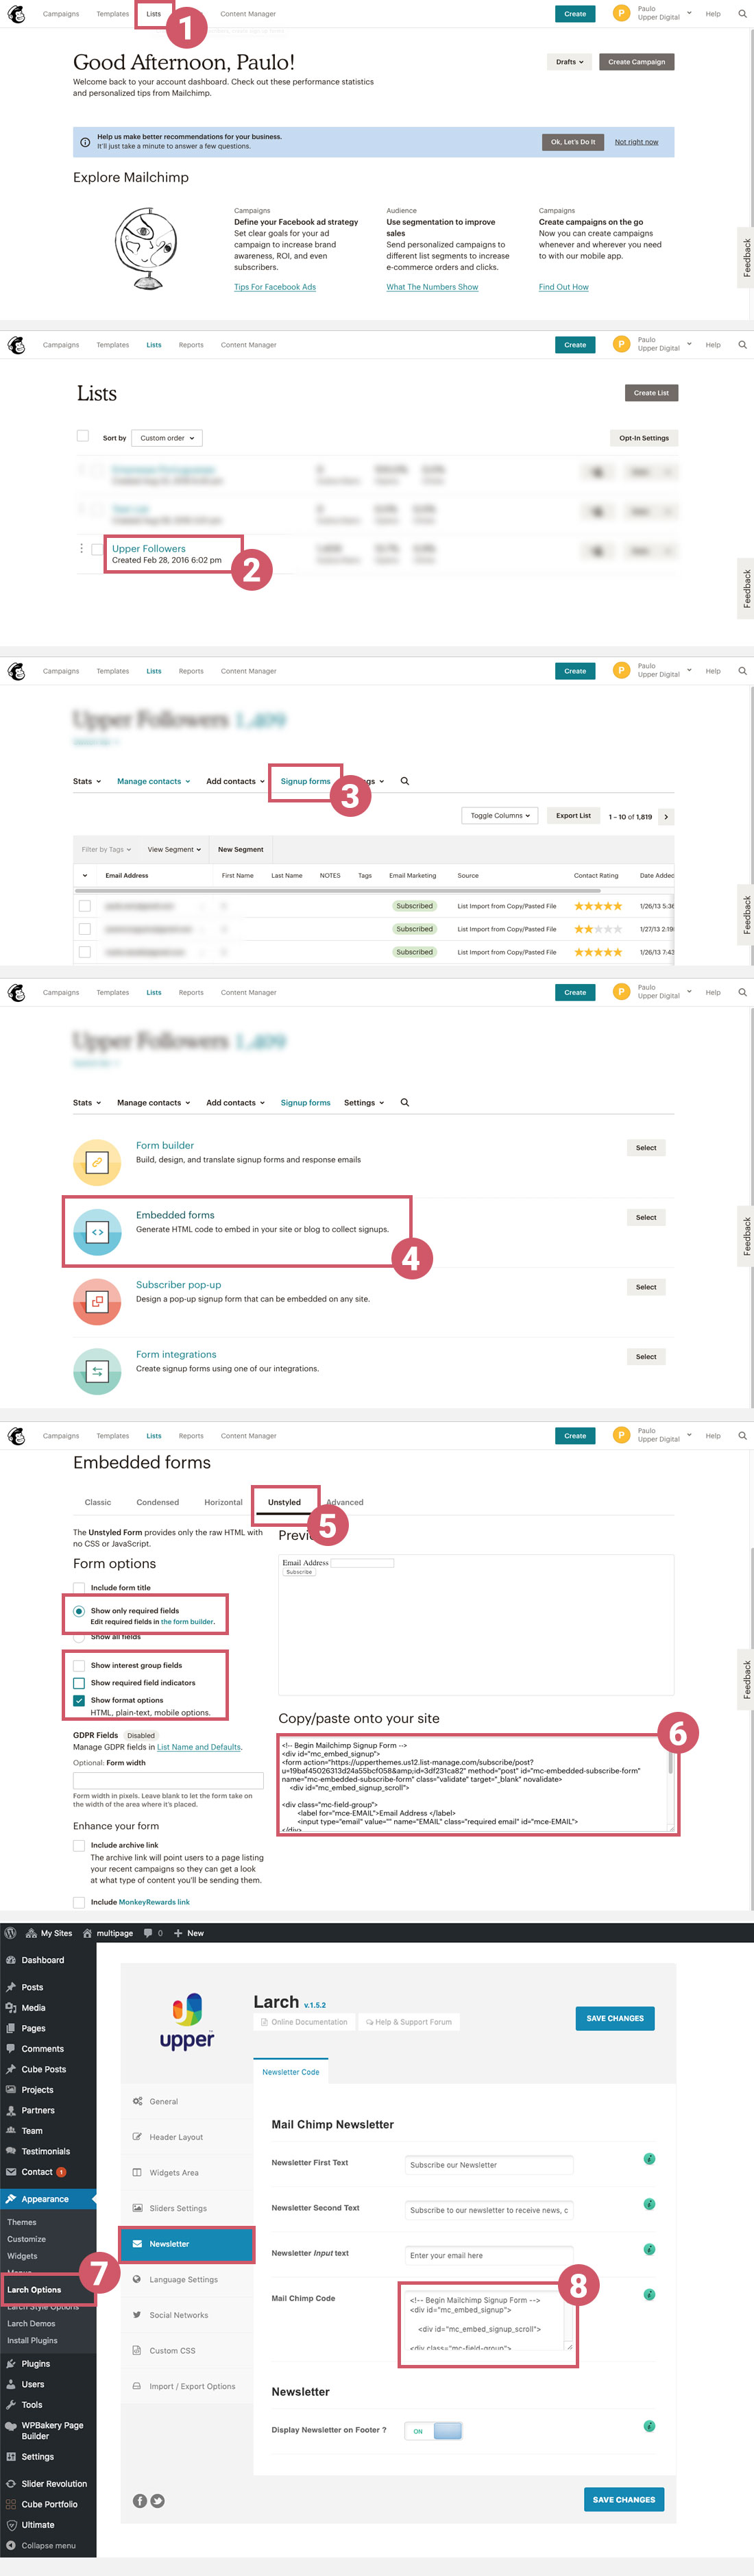 Campaigns Templates Lists Content Manager Create P Paulo Upper Digital Help
1
Good Afternoon, Paulo!
Drafts Create Campaign
Welcome back to your account dashboard. Check out these performance statistics
and personalized tips from Mailchimp.
Help us make better recommendations for your business.
It'll just take a minute to answer a few questions.
Ok, Let's Do It Not right now
Explore Mailchimp
Campaigns
Define your Facebook ad strategy
Set clear goals for your ad
campaign to increase brand
awareness, ROI, and even
subscribers.
Tips For Facebook Ads
Audience
Use segmentation to improve
sales
Send personalized campaigns to
different list segments to increase
e-commerce orders and clicks.
What The Numbers Show
Campaigns
Create campaigns on the go
Now you can create campaigns
whenever and wherever you need
to with our mobile app.
Find Out How
Feedback
Campaigns Templates Lists Reports Content Manager Create P Paulo Upper Digital Help
Lists
Create List
Sort by Custom order Opt-In Settings
Upper Followers
Created Feb 28, 2016 6:02 pm
2
Feedback
Campaigns Templates Lists Reports Content Manager Create P Paulo Upper Digital Help
Upper Followers 1,409
Stats Manage contacts Add contacts Signup forms gs
3
Toggle Columns Export List 1 – 10 of 1,819
Filter by Tags View Segment New Segment
Email Address First Name Last Name NOTES Tags Email Marketing Source Contact Rating Date Added
Subscribed List Import from Copy/Pasted File 1/26/13 5:36
Subscribed List Import from Copy/Pasted File 1/27/13 2:19
Subscribed List Import from Copy/Pasted File 1/26/13 7:43
Feedback
Campaigns Templates Lists Reports Content Manager Create P Paulo Upper Digital Help
Upper Followers 1,409
Stats Manage contacts Add contacts Signup forms Settings
Form builder
Build, design, and translate signup forms and response emails
Select
Embedded forms
Generate HTML code to embed in your site or blog to collect signups.
Select
4
Subscriber pop-up
Design a pop-up signup form that can be embedded on any site.
Select
Form integrations
Create signup forms using one of our integrations.
Select
Feedback
Campaigns Templates Lists Reports Content Manager Create P Paulo Upper Digital Help
Embedded forms
Classic Condensed Horizontal Unstyled Advanced
5
The Unstyled Form provides only the raw HTML with
no CSS or JavaScript.
Form options
Include form title
Show only required fields
Edit required fields in the form builder.
Show all fields
Show interest group fields
Show required field indicators
Show format options
HTML, plain-text, mobile options.
GDPR Fields Disabled
Manage GDPR fields in List Name and Defaults.
Optional: Form width
Form width in pixels. Leave blank to let the form take on
the width of the area where it's placed.
Enhance your form
Include archive link
The archive link will point users to a page listing
your recent campaigns so they can get a look
at what type of content you'll be sending them.
Include MonkeyRewards link
Previ
Email Address
Subscribe
Copy/paste onto your site
6
<!-- Begin Mailchimp Signup Form -->
<div id="mc_embed_signup">
<form action="https://upperthemes.us12.list-manage.com/subscribe/post?
u=19baf45026313d24a55bcf058&amp;id=3df231ca82" method="post" id="mc-embedded-subscribe-form"
name="mc-embedded-subscribe-form" class="validate" target="_blank" novalidate>
<div id="mc_embed_signup_scroll">
<div class="mc-field-group">
<label for="mce-EMAIL">Email Address </label>
<input type="email" value="" name="EMAIL" class="required email" id="mce-EMAIL">
</div>
Feedback
My Sites multipage 0 New
Dashboard
Posts
Media
Pages
Comments
Cube Posts
Projects
Partners
Team
Testimonials
Contact 1
Appearance
Themes
Customize
Widgets
Menus
Larch Options
7
Larch Style Options
Larch Demos
Install Plugins
Plugins
Users
Tools
WPBakery Page
Builder
Settings
Slider Revolution
Cube Portfolio
Ultimate
Collapse menu
upper
Larch v.1.5.2
Online Documentation Help & Support Forum
SAVE CHANGES
Newsletter Code
General
Header Layout
Widgets Area
Sliders Settings
Newsletter
Language Settings
Social Networks
Custom CSS
Import / Export Options
Mail Chimp Newsletter
Newsletter First Text Subscribe our Newsletter
Newsletter Second Text Subscribe to our newsletter to receive news, c
Newsletter Input text Enter your email here
8
Mail Chimp Code
<!-- Begin Mailchimp Signup Form -->
<div id="mc_embed_signup">
<div id="mc_embed_signup_scroll">
<div class="mc-field-group">
Newsletter
Display Newsletter on Footer ? ON
SAVE CHANGES